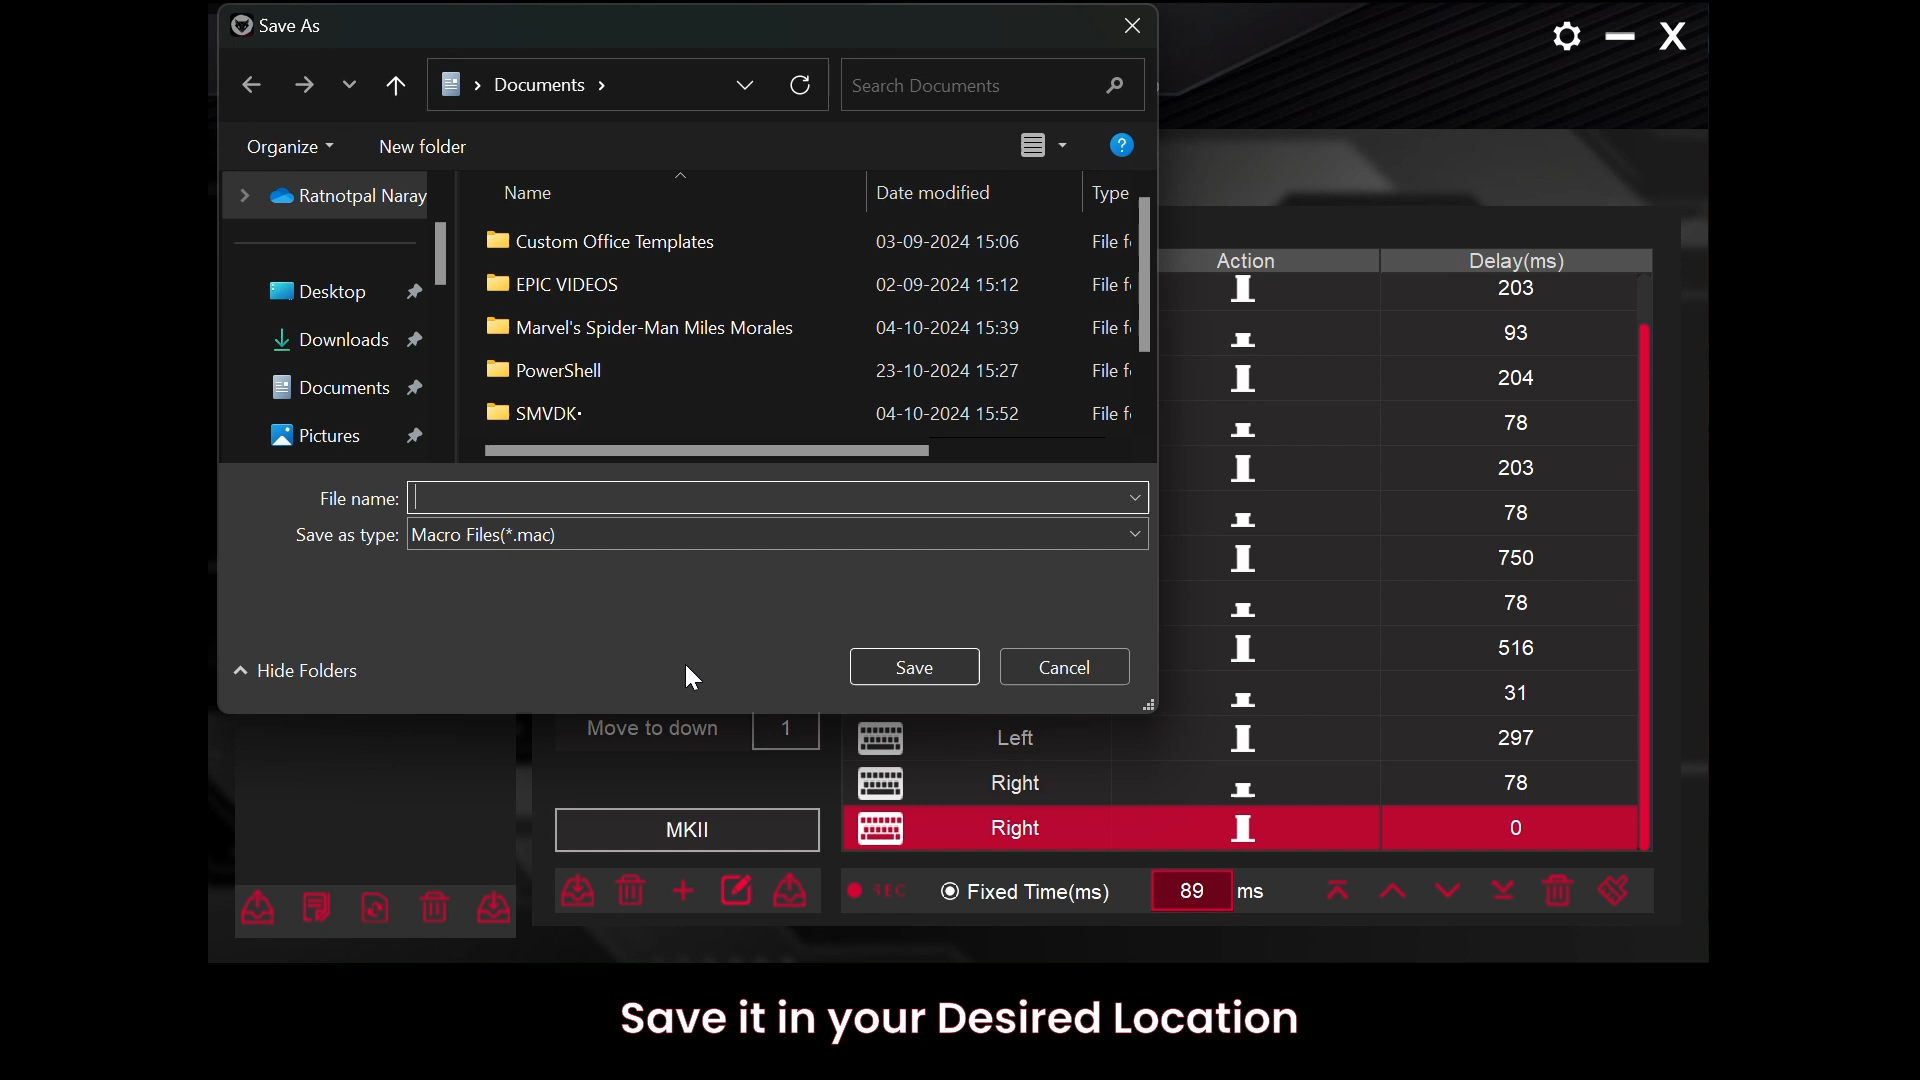 Save As
X
Documents
Search Documents
Organize
New folder
?
Ratnotpal Naray
Desktop
Downloads
Documents
Pictures
Name Date modified Type
Custom Office Templates 03-09-2024 15:06 File f
EPIC VIDEOS 02-09-2024 15:12 File f
Marvel's Spider-Man Miles Morales 04-10-2024 15:39 File f
PowerShell 23-10-2024 15:27 File f
SMVDK 04-10-2024 15:52 File f
File name:
Save as type: Macro Files(*.mac)
Hide Folders
Save
Cancel
Action Delay(ms)
203
93
204
78
203
78
750
78
516
31
Left 297
Right 78
Right 0
Move to down 1
MKII
Fixed Time(ms) 89 ms
Save it in your Desired Location